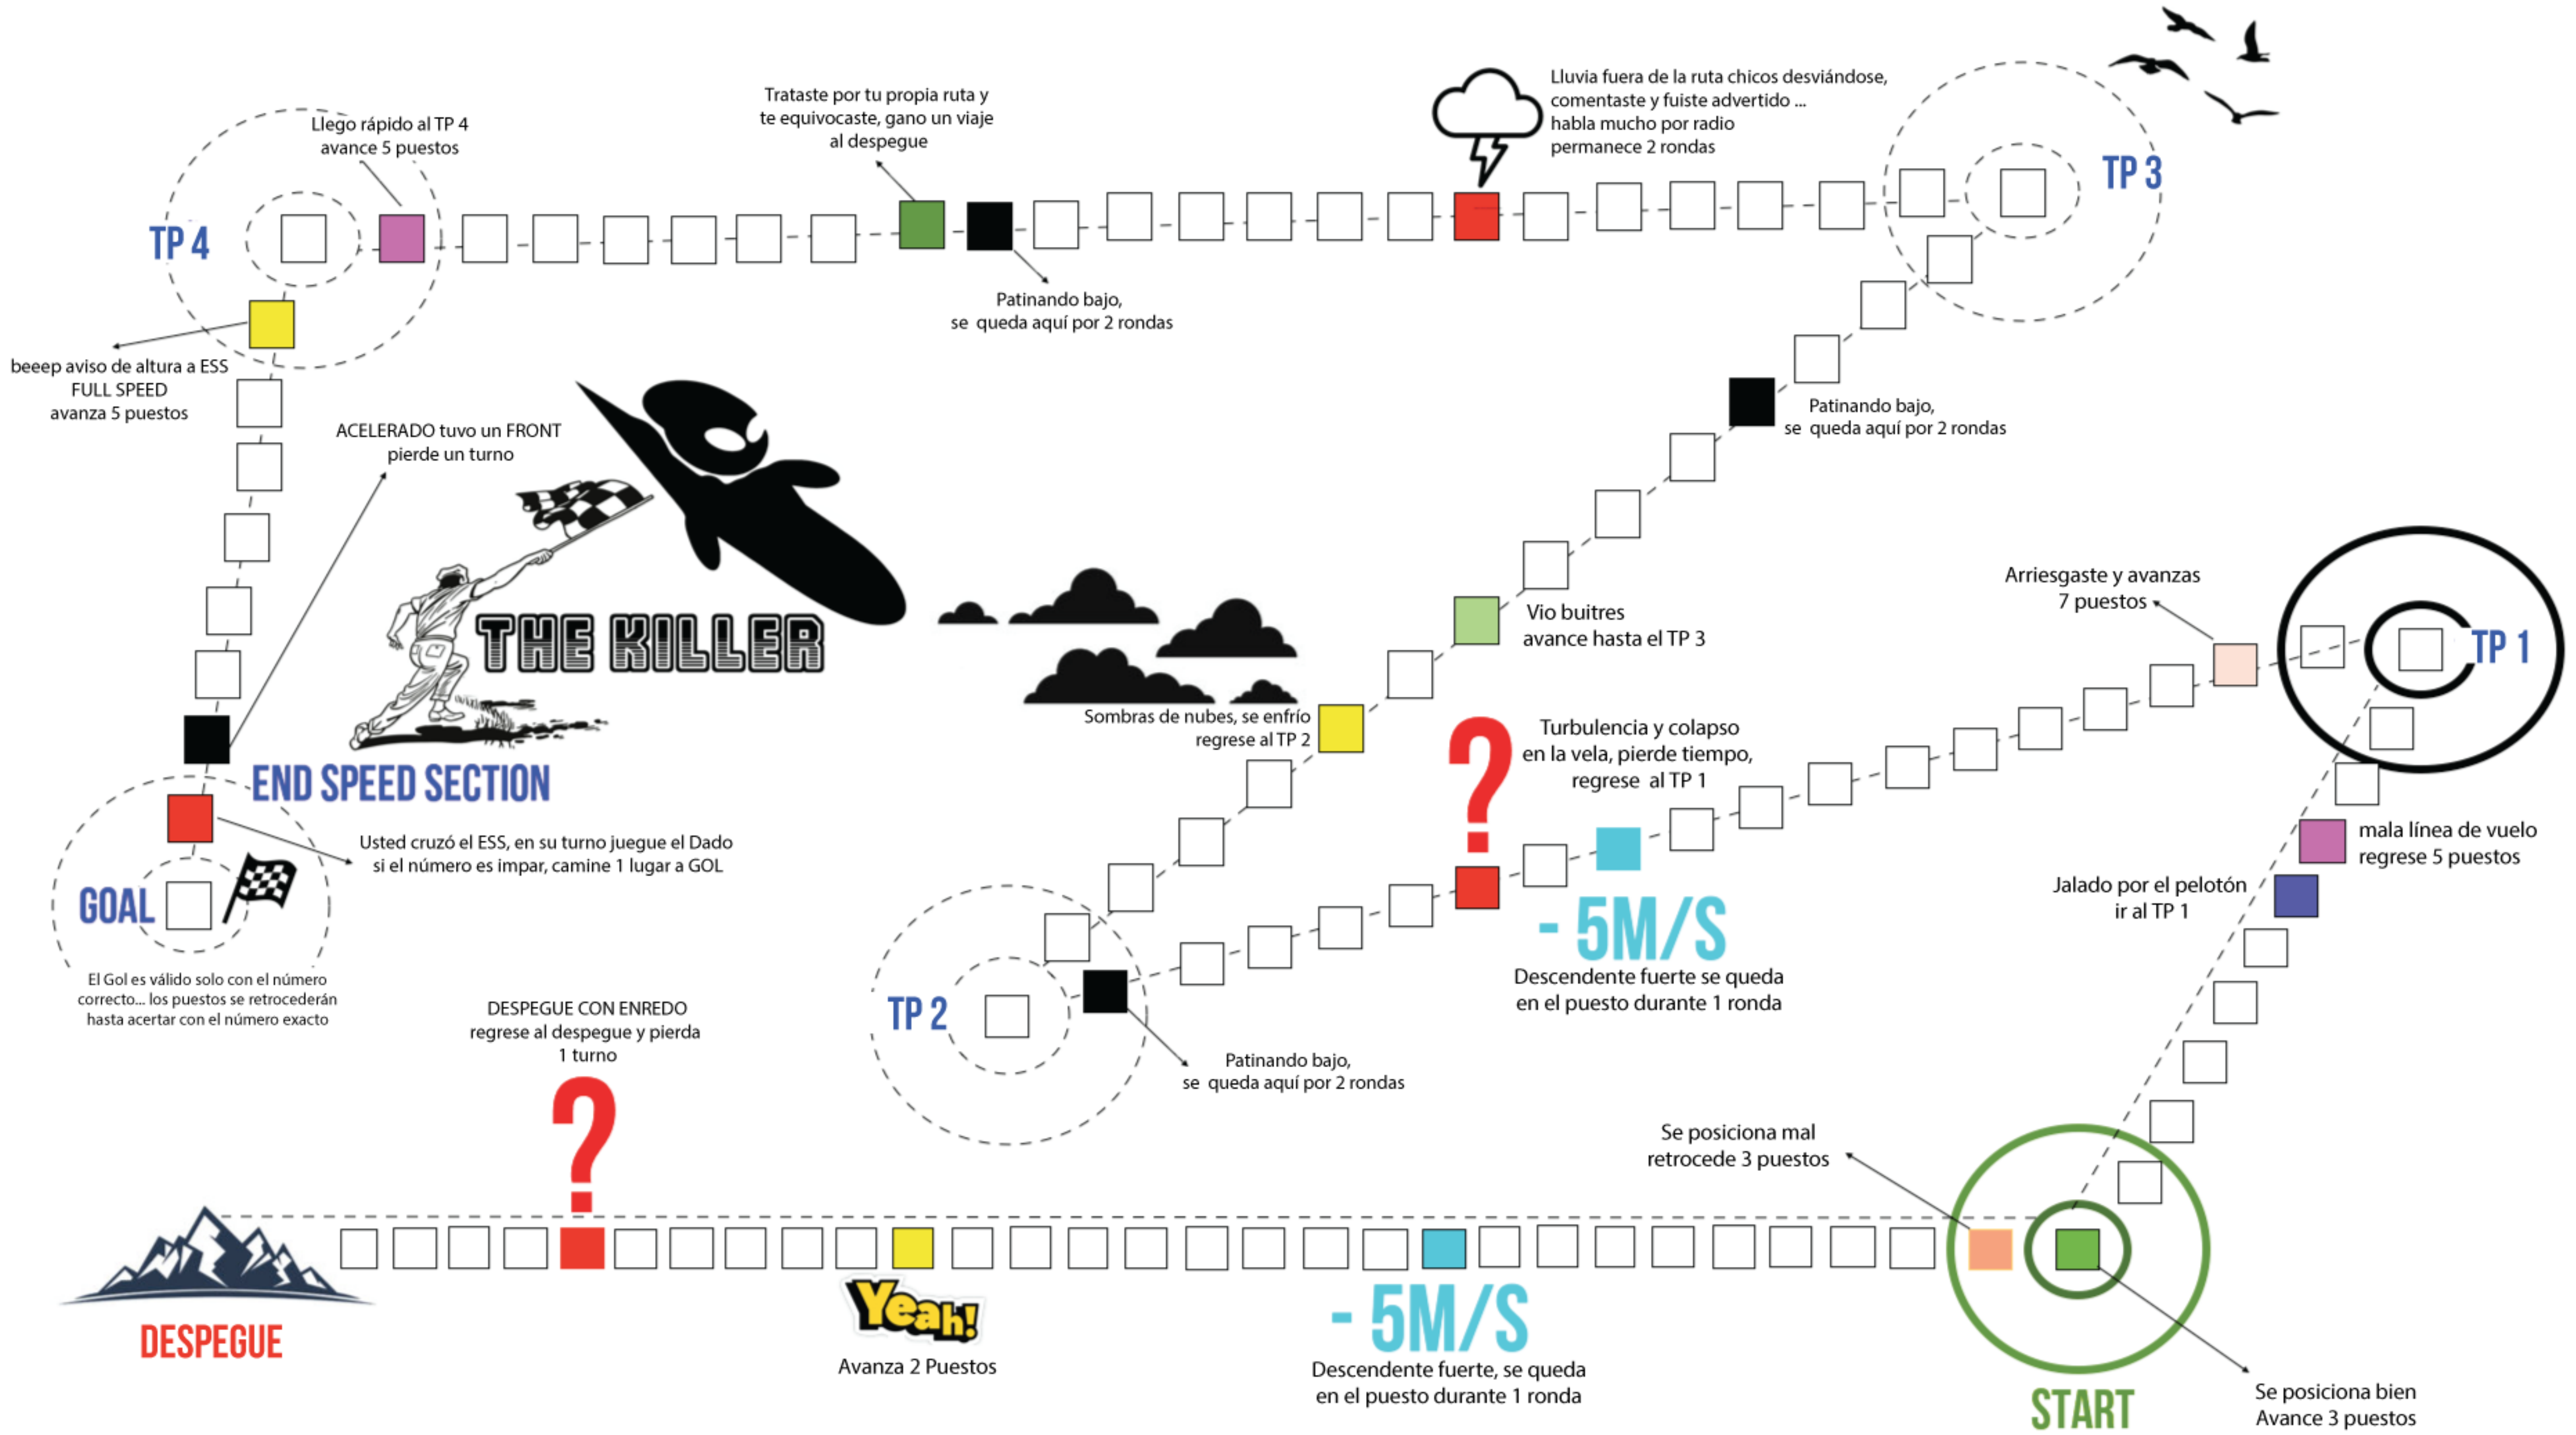 Llego rápido al TP 4
avance 5 puestos
TP 4
Trataste por tu propia ruta y
te equivocaste, gano un viaje
al despegue
Lluvia fuera de la ruta chicos desviándose,
comentaste y fuiste advertido ...
habla mucho por radio
permanece 2 rondas
TP 3
Patinando bajo,
se queda aquí por 2 rondas
beeep aviso de altura a ESS
FULL SPEED
avanza 5 puestos
ACELERADO tuvo un FRONT
pierde un turno
Patinando bajo,
se queda aquí por 2 rondas
THE KILLER
Vio buitres
avance hasta el TP 3
Arriesgaste y avanzas
7 puestos
TP 1
Sombras de nubes, se enfrío
regrese al TP 2
?
Turbulencia y colapso
en la vela, pierde tiempo,
regrese al TP 1
END SPEED SECTION
Usted cruzó el ESS, en su turno juegue el Dado
si el número es impar, camine 1 lugar a GOL
GOAL
El Gol es válido solo con el número
correcto... los puestos se retrocederán
hasta acertar con el número exacto
mala línea de vuelo
regrese 5 puestos
Jalado por el pelotón
ir al TP 1
- 5M/S
Descendente fuerte se queda
en el puesto durante 1 ronda
TP 2
Patinando bajo,
se queda aquí por 2 rondas
DESPEGUE CON ENREDO
regrese al despegue y pierda
1 turno
?
Se posiciona mal
retrocede 3 puestos
DESPEGUE
Yeah!
Avanza 2 Puestos
- 5M/S
Descendente fuerte, se queda
en el puesto durante 1 ronda
START
Se posiciona bien
Avance 3 puestos